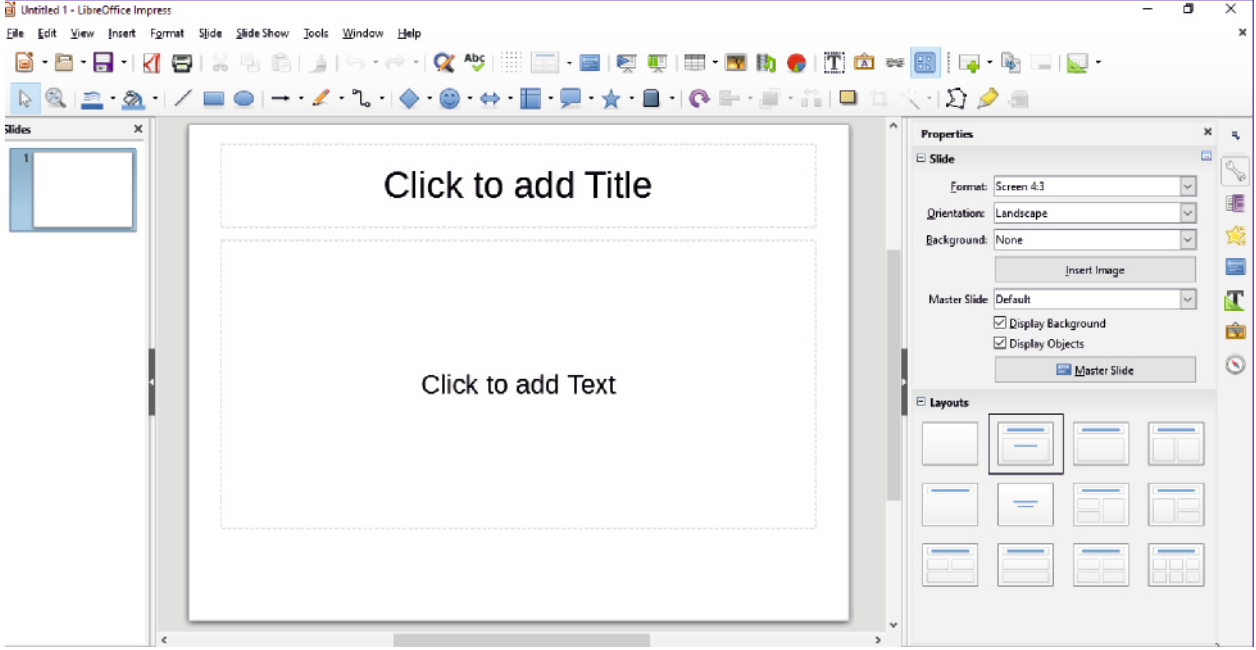 Untitled 1 - LibreOffice Impress
File Edit View Insert Format Slide Slide Show Tools Window Help
Abc
Slides
1
Click to add Title
Click to add Text
Properties
Slide
Format: Screen 4:3
Orientation: Landscape
Background: None
Insert Image
Master Slide Default
Display Background
Display Objects
Master Slide
Layouts